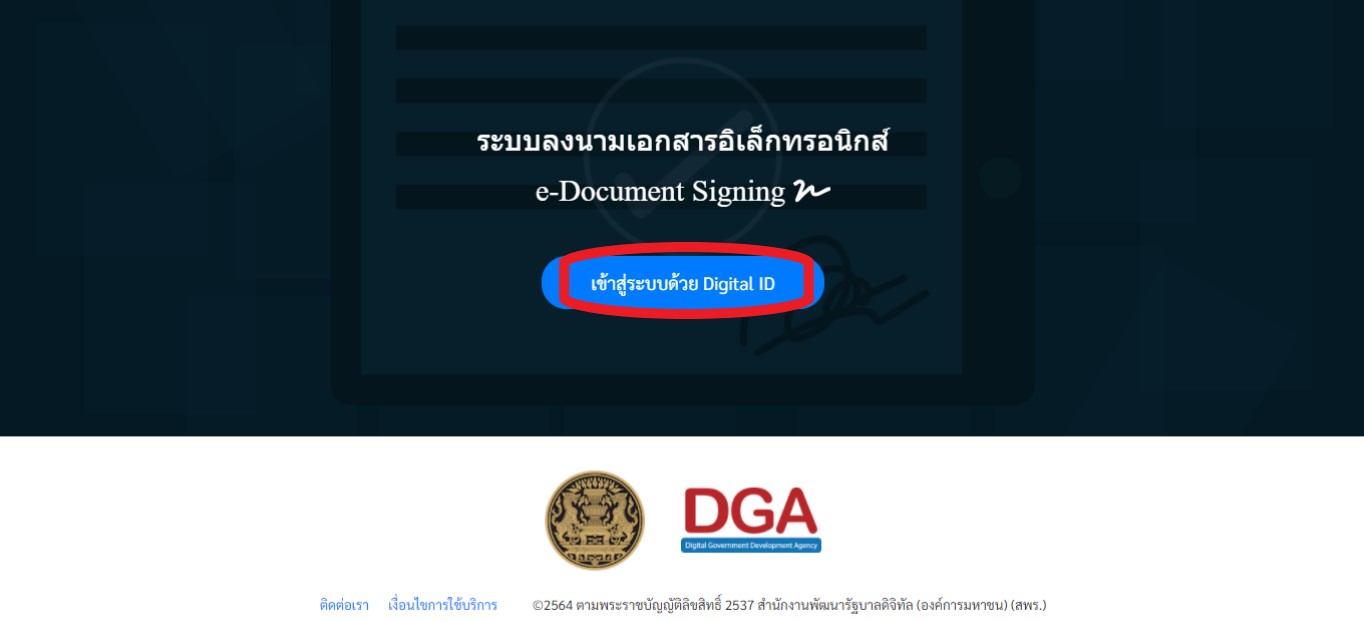 ระบบลงนามเอกสารอิเล็กทรอนิกส์
e-Document Signing
เข้าสู่ระบบด้วย Digital ID
DGA
Digital Government Development Agency
ติดต่อเรา เงื่อนไขการใช้บริการ ©2564 ตามพระราชบัญญัติลิขสิทธิ์ 2537 สำนักงานพัฒนารัฐบาลดิจิทัล (องค์การมหาชน) (สพร.)